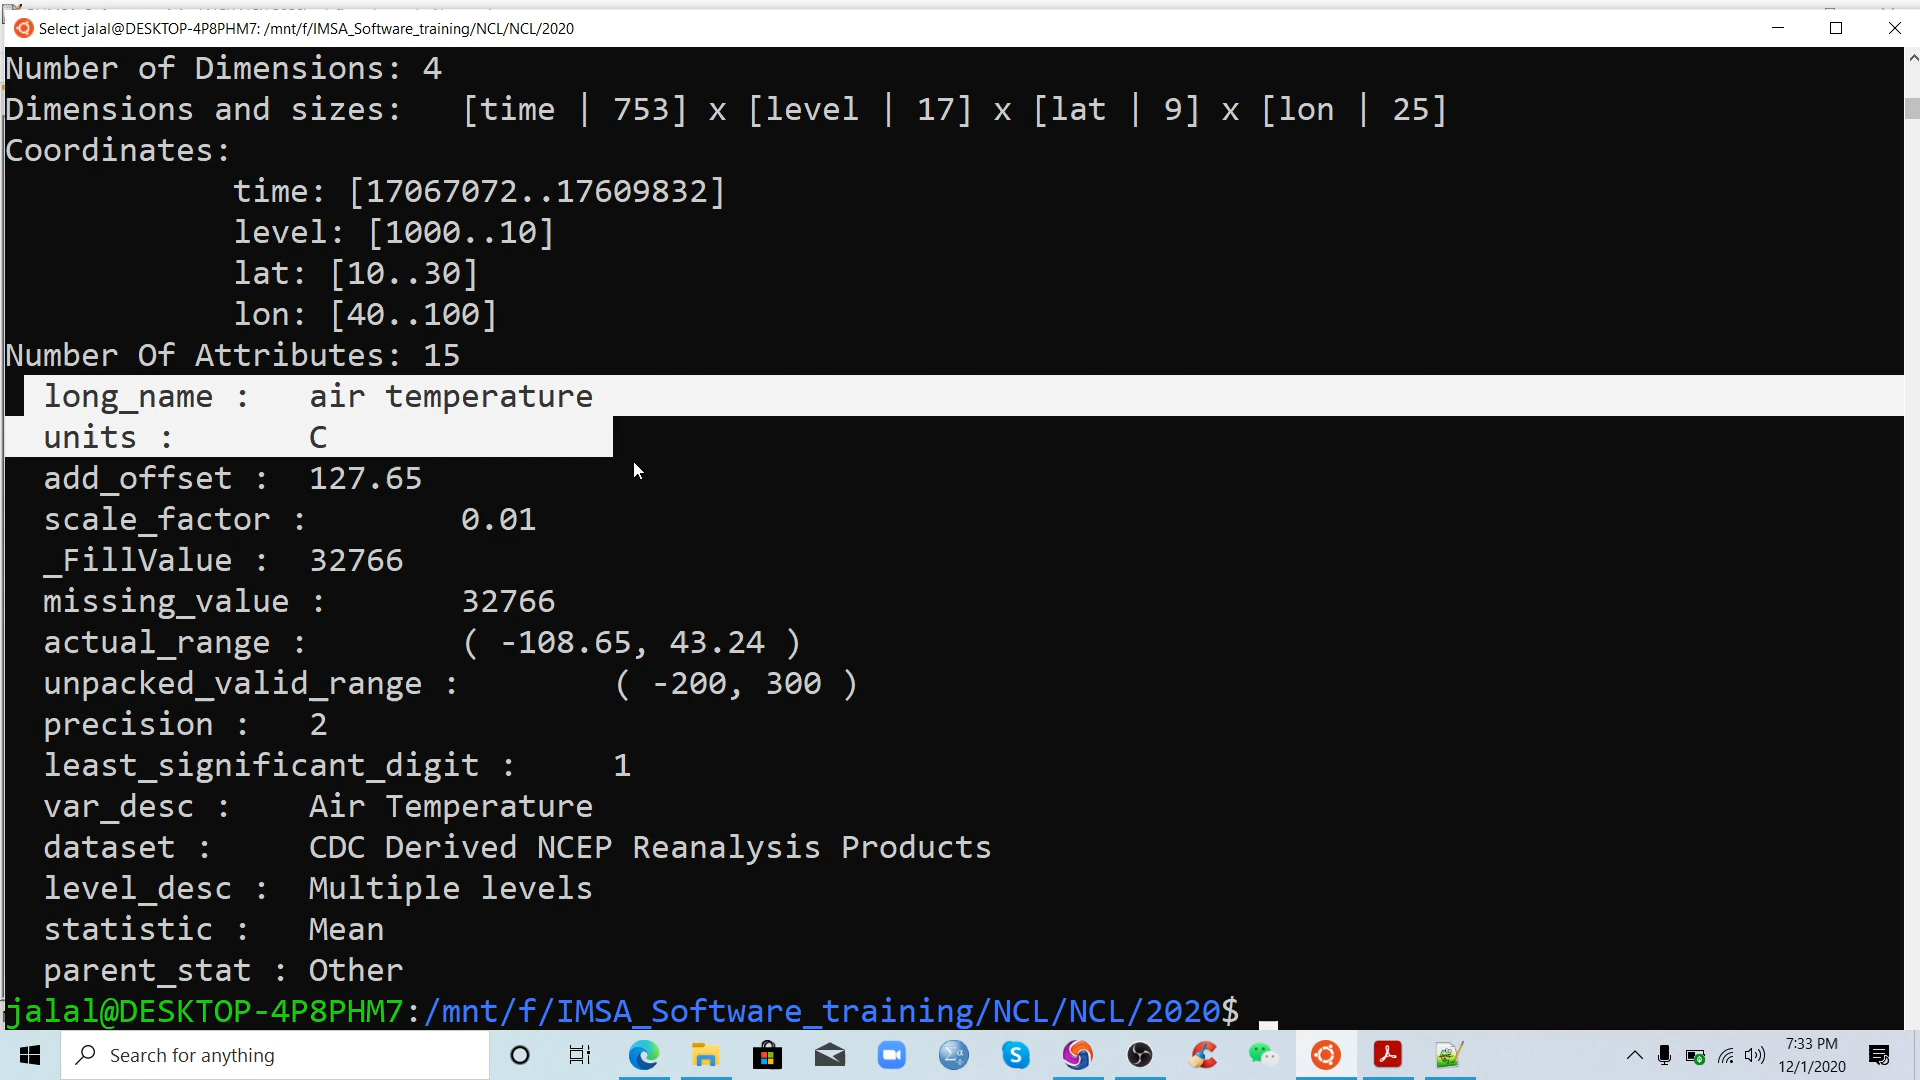 Select jalal@DESKTOP-4P8PHM7: /mnt/f/IMSA_Software_training/NCL/NCL/2020
Number of Dimensions: 4
Dimensions and sizes:   [time | 753] x [level | 17] x [lat | 9] x [lon | 25]
Coordinates:
time: [17067072..17609832]
level: [1000..10]
lat: [10..30]
lon: [40..100]
Number Of Attributes: 15
long_name :   air temperature
units :       C
add_offset :  127.65
scale_factor :        0.01
_FillValue :  32766
missing_value :       32766
actual_range :        ( -108.65, 43.24 )
unpacked_valid_range :        ( -200, 300 )
precision :   2
least_significant_digit :     1
var_desc :    Air Temperature
dataset :     CDC Derived NCEP Reanalysis Products
level_desc :  Multiple levels
statistic :   Mean
parent_stat : Other
jalal@DESKTOP-4P8PHM7:/mnt/f/IMSA_Software_training/NCL/NCL/2020$
Search for anything
7:33 PM
12/1/2020